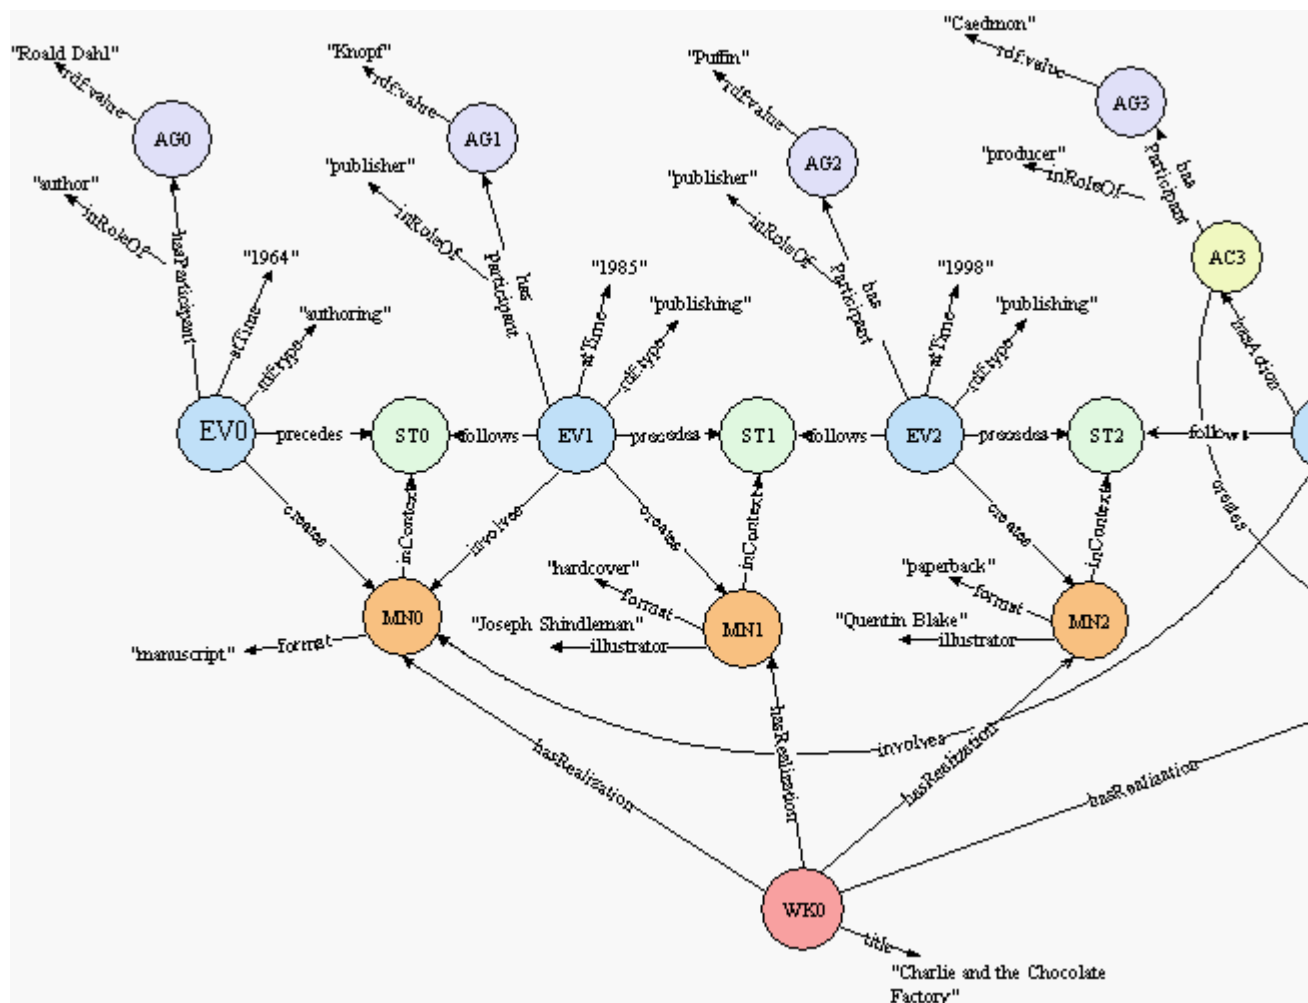 "Caedmon"
"Roald Dahl"
"Knopf"
"Puffin"
rdf:value
rdf:value
rdf:value
rdf:value
AG0
AG1
AG2
AG3
"author"
"publisher"
"publisher"
"producer"
inRoleOf
inRoleOf
inRoleOf
inRoleOf
hasParticipant
has
Participant
has
Participant
has
Participant
AC3
"1964"
"1985"
"1998"
"authoring"
"publishing"
"publishing"
atTime
atTime
atTime
rdf:type
rdf:type
rdf:type
hasAction
EV0
precedes
ST0
follows
EV1
precedes
ST1
follows
EV2
precedes
ST2
follows
creates
inContext
involves
creates
inContext
creates
inContext
creates
"hardcover"
format
"paperback"
format
MN0
"Joseph Shindleman"
illustrator
MN1
"Quentin Blake"
illustrator
MN2
"manuscript"
format
hasRealization
hasRealization
involves
hasRealization
hasRealization
WK0
title
"Charlie and the Chocolate
Factory"